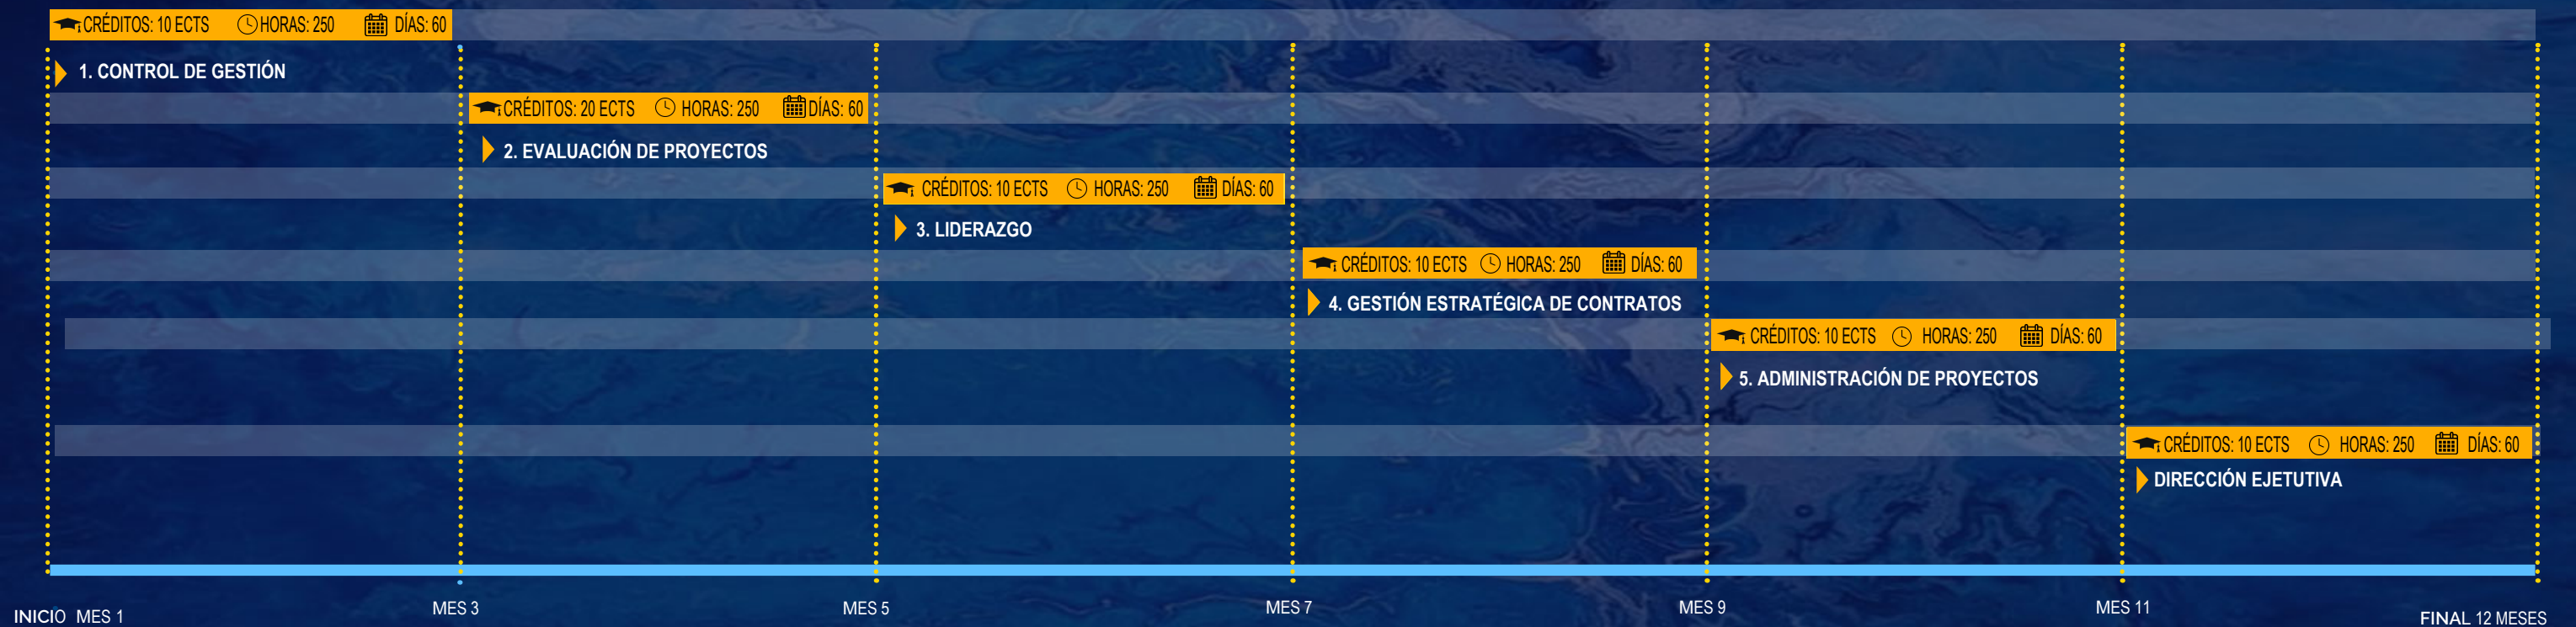 CRÉDITOS: 10 ECTS HORAS: 250 DÍAS: 60
1. CONTROL DE GESTIÓN
CRÉDITOS: 20 ECTS HORAS: 250 DÍAS: 60
2. EVALUACIÓN DE PROYECTOS
CRÉDITOS: 10 ECTS HORAS: 250 DÍAS: 60
3. LIDERAZGO
CRÉDITOS: 10 ECTS HORAS: 250 DÍAS: 60
4. GESTIÓN ESTRATÉGICA DE CONTRATOS
CRÉDITOS: 10 ECTS HORAS: 250 DÍAS: 60
5. ADMINISTRACIÓN DE PROYECTOS
CRÉDITOS: 10 ECTS HORAS: 250 DÍAS: 60
DIRECCIÓN EJETUTIVA
INICIO MES 1 MES 3 MES 5 MES 7 MES 9 MES 11 FINAL 12 MESES